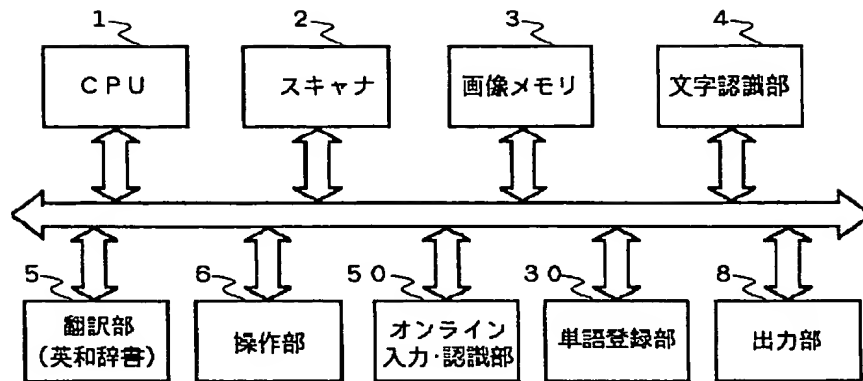 1
2
3
4
CPU
スキャナ
画像メモリ
文字認識部
5
6
50
30
8
翻訳部
(英和辞書)
操作部
オンライン
入力・認識部
単語登録部
出力部